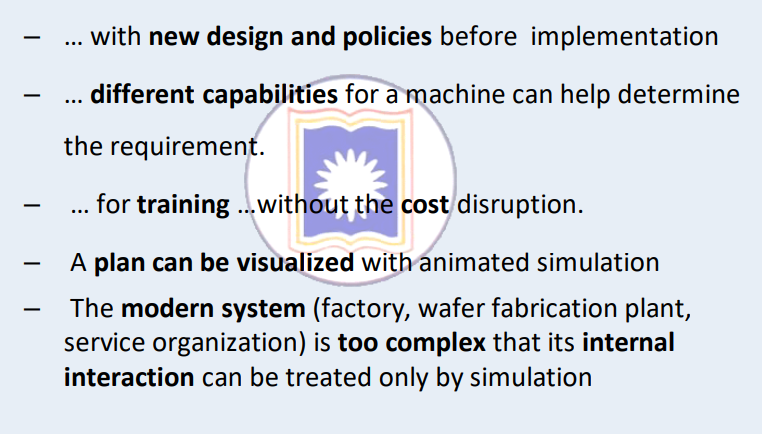 – … with new design and policies before implementation
– … different capabilities for a machine can help determine
the requirement.
– … for training …without the cost disruption.
– A plan can be visualized with animated simulation
– The modern system (factory, wafer fabrication plant,
service organization) is too complex that its internal
interaction can be treated only by simulation